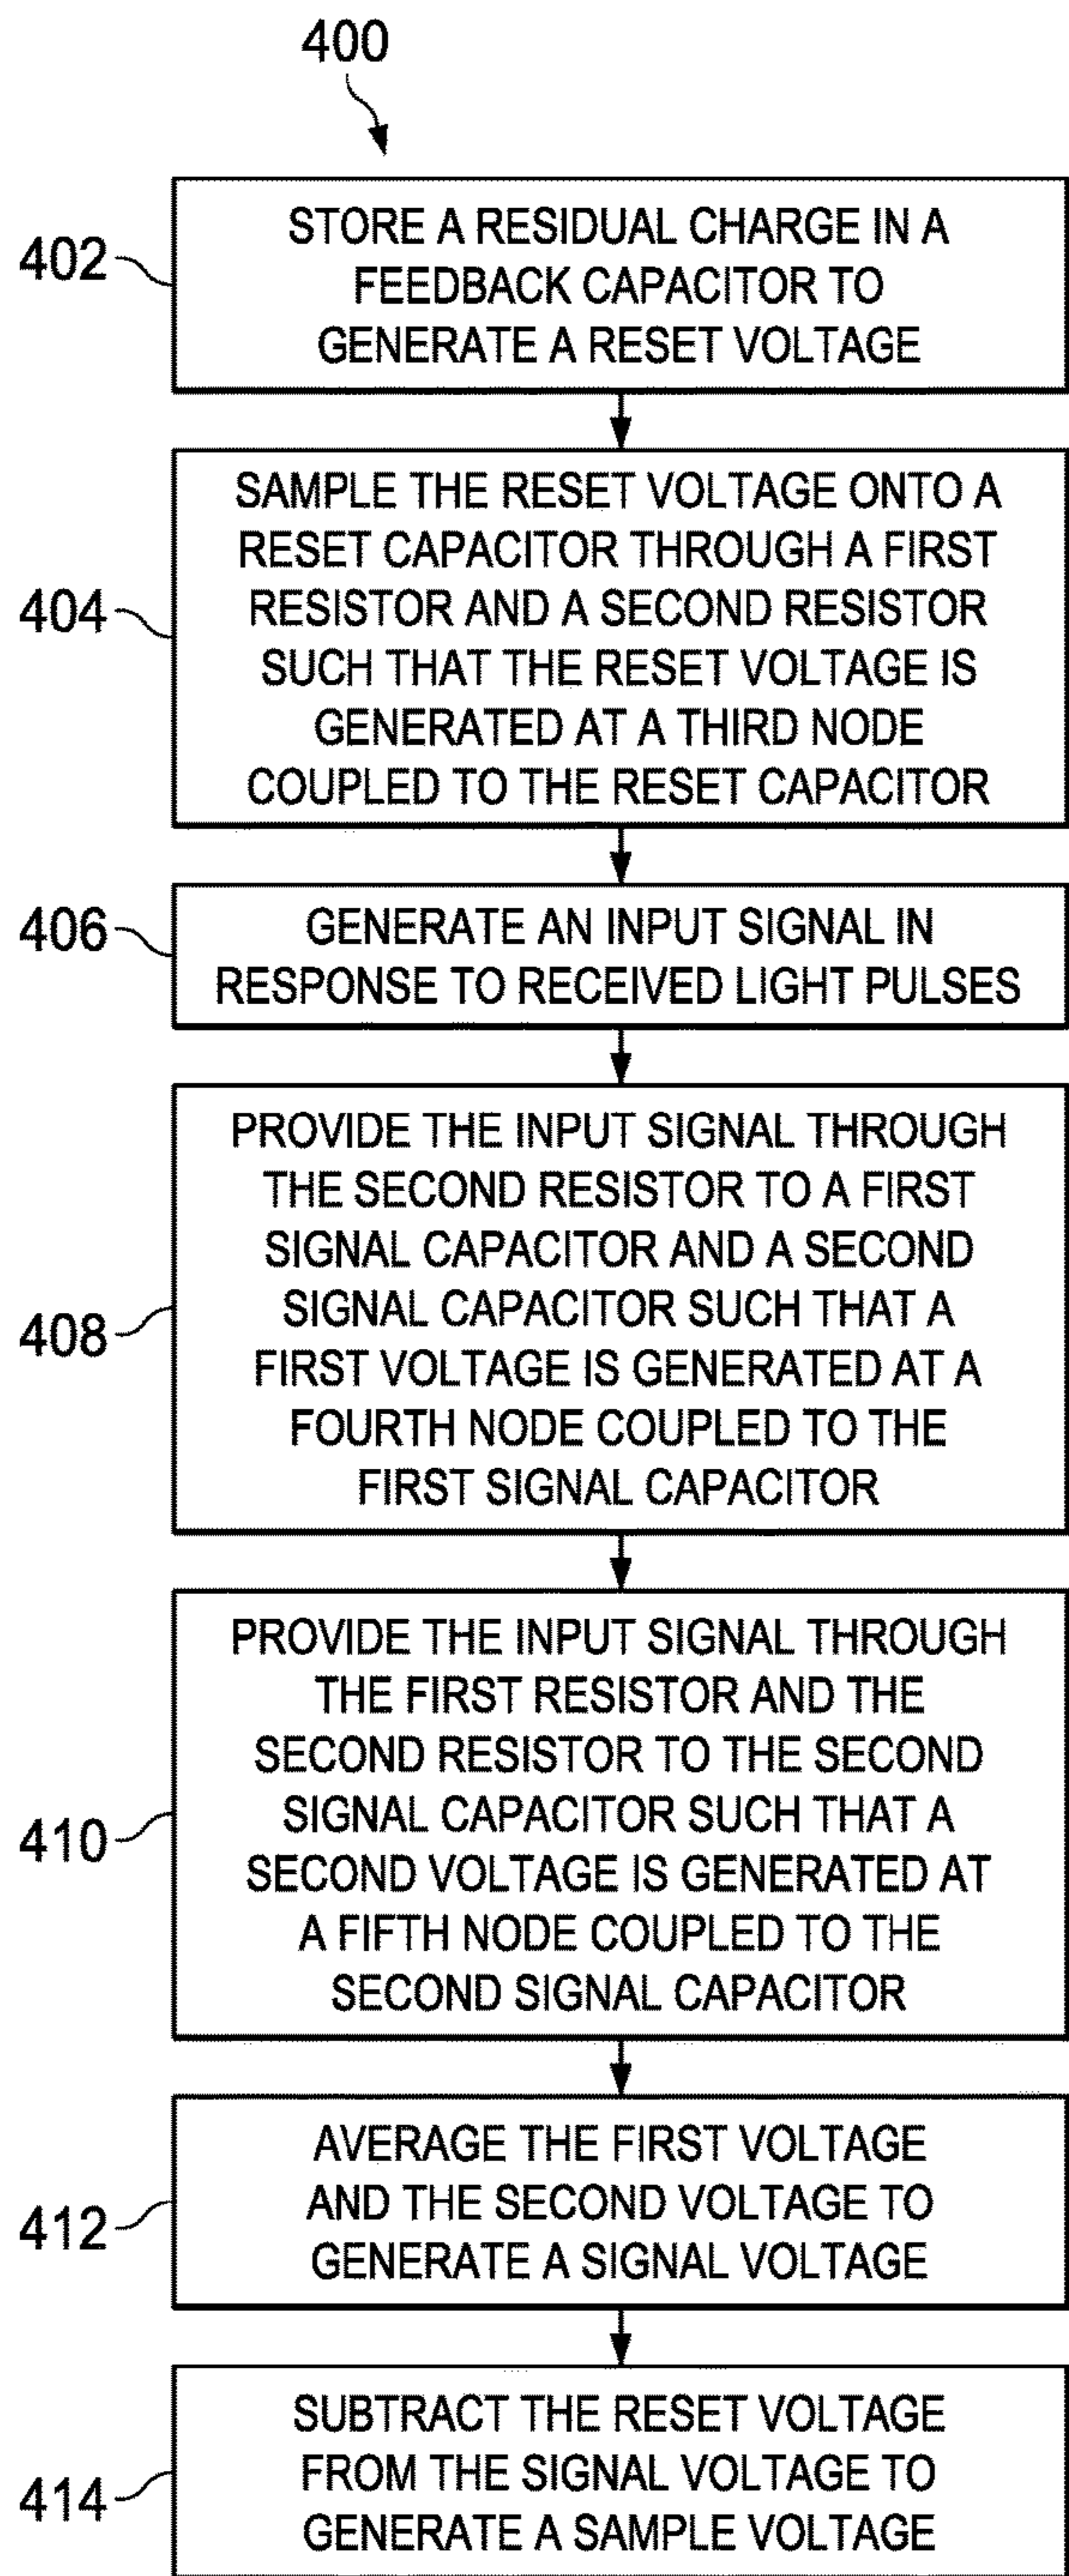 400
402
STORE A RESIDUAL CHARGE IN A
FEEDBACK CAPACITOR TO
GENERATE A RESET VOLTAGE
404
SAMPLE THE RESET VOLTAGE ONTO A
RESET CAPACITOR THROUGH A FIRST
RESISTOR AND A SECOND RESISTOR
SUCH THAT THE RESET VOLTAGE IS
GENERATED AT A THIRD NODE
COUPLED TO THE RESET CAPACITOR
406
GENERATE AN INPUT SIGNAL IN
RESPONSE TO RECEIVED LIGHT PULSES
408
PROVIDE THE INPUT SIGNAL THROUGH
THE SECOND RESISTOR TO A FIRST
SIGNAL CAPACITOR AND A SECOND
SIGNAL CAPACITOR SUCH THAT A
FIRST VOLTAGE IS GENERATED AT A
FOURTH NODE COUPLED TO THE
FIRST SIGNAL CAPACITOR
410
PROVIDE THE INPUT SIGNAL THROUGH
THE FIRST RESISTOR AND THE
SECOND RESISTOR TO THE SECOND
SIGNAL CAPACITOR SUCH THAT A
SECOND VOLTAGE IS GENERATED AT
A FIFTH NODE COUPLED TO THE
SECOND SIGNAL CAPACITOR
412
AVERAGE THE FIRST VOLTAGE
AND THE SECOND VOLTAGE TO
GENERATE A SIGNAL VOLTAGE
414
SUBTRACT THE RESET VOLTAGE
FROM THE SIGNAL VOLTAGE TO
GENERATE A SAMPLE VOLTAGE